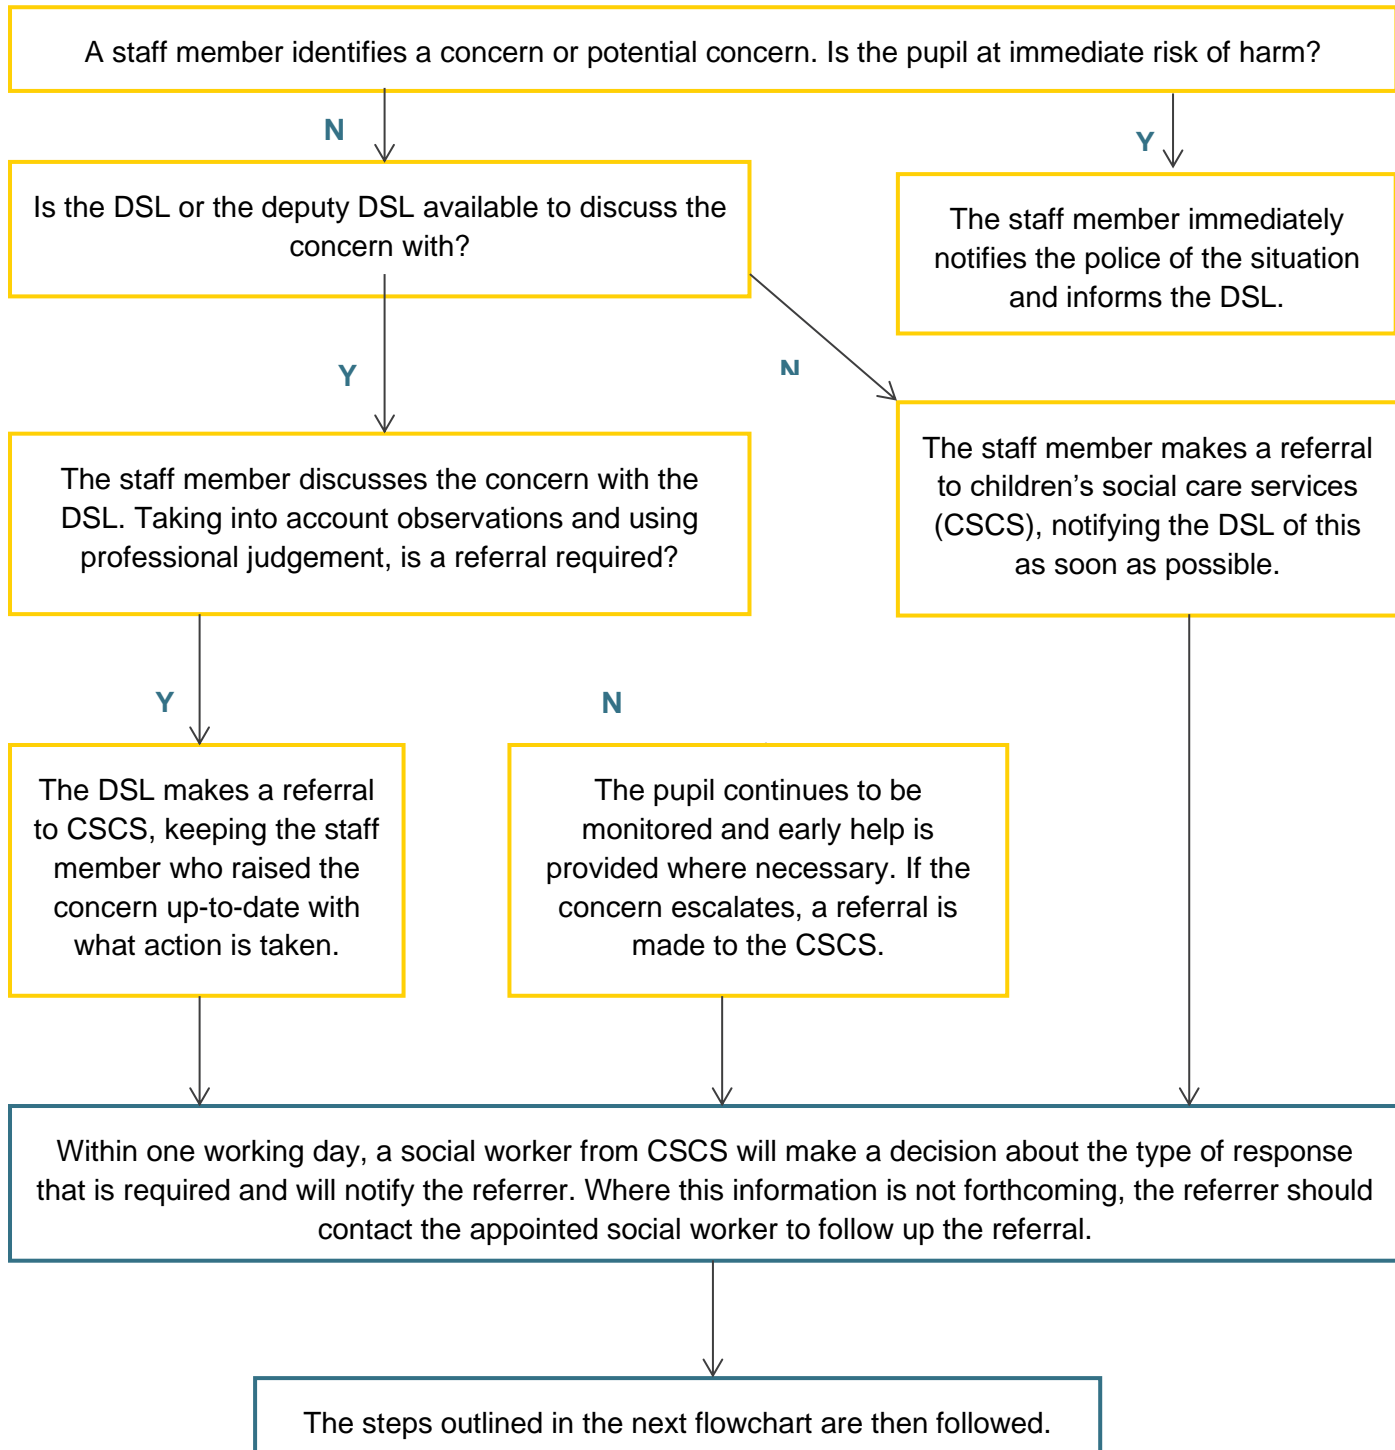 A staff member identifies a concern or potential concern. Is the pupil at immediate risk of harm?
N
Y
Is the DSL or the deputy DSL available to discuss the
concern with?
The staff member immediately
notifies the police of the situation
and informs the DSL.
Y
N
The staff member discusses the concern with the
DSL. Taking into account observations and using
professional judgement, is a referral required?
The staff member makes a referral
to children’s social care services
(CSCS), notifying the DSL of this
as soon as possible.
Y
N
The DSL makes a referral
to CSCS, keeping the staff
member who raised the
concern up-to-date with
what action is taken.
The pupil continues to be
monitored and early help is
provided where necessary. If the
concern escalates, a referral is
made to the CSCS.
Within one working day, a social worker from CSCS will make a decision about the type of response
that is required and will notify the referrer. Where this information is not forthcoming, the referrer should
contact the appointed social worker to follow up the referral.
The steps outlined in the next flowchart are then followed.